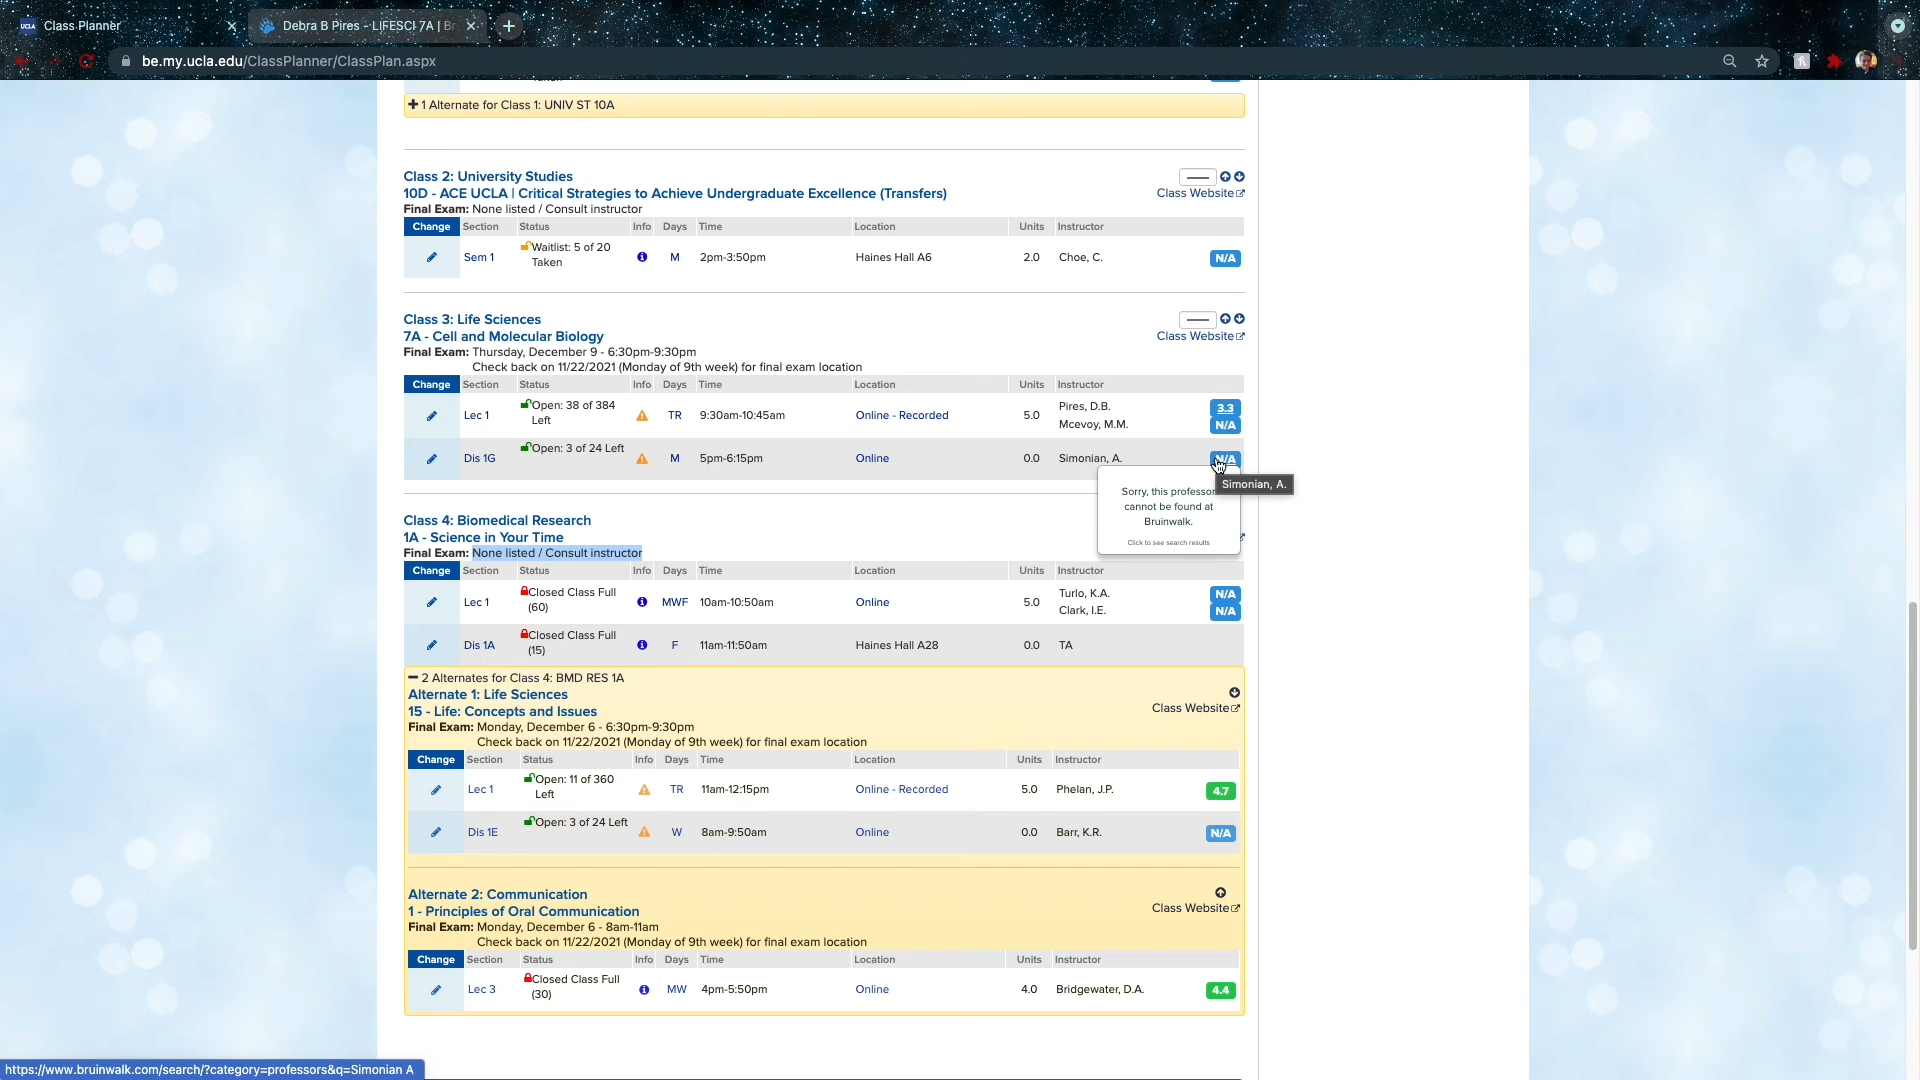 Class Planner
Debra B Pires - LIFESCI 7A | Br
be.my.ucla.edu/ClassPlanner/ClassPlan.aspx
1 Alternate for Class 1: UNIV ST 10A
Class 2: University Studies
10D - ACE UCLA | Critical Strategies to Achieve Undergraduate Excellence (Transfers)
Class Website
Final Exam: None listed / Consult instructor
Change Section Status Info Days Time Location Units Instructor
Sem 1 Waitlist: 5 of 20 Taken M 2pm-3:50pm Haines Hall A6 2.0 Choe, C. N/A
Class 3: Life Sciences
7A - Cell and Molecular Biology
Class Website
Final Exam: Thursday, December 9 - 6:30pm-9:30pm
Check back on 11/22/2021 (Monday of 9th week) for final exam location
Change Section Status Info Days Time Location Units Instructor
Lec 1 Open: 38 of 384 Left TR 9:30am-10:45am Online - Recorded 5.0 Pires, D.B. 3.3
Mcevoy, M.M. N/A
Dis 1G Open: 3 of 24 Left M 5pm-6:15pm Online 0.0 Simonian, A. N/A
Simonian, A.
Sorry, this professor
cannot be found at
Bruinwalk.
Click to see search results
Class 4: Biomedical Research
1A - Science in Your Time
Final Exam: None listed / Consult instructor
Change Section Status Info Days Time Location Units Instructor
Lec 1 Closed Class Full (60) MWF 10am-10:50am Online 5.0 Turlo, K.A. N/A
Clark, I.E. N/A
Dis 1A Closed Class Full (15) F 11am-11:50am Haines Hall A28 0.0 TA
2 Alternates for Class 4: BMD RES 1A
Alternate 1: Life Sciences
15 - Life: Concepts and Issues
Class Website
Final Exam: Monday, December 6 - 6:30pm-9:30pm
Check back on 11/22/2021 (Monday of 9th week) for final exam location
Change Section Status Info Days Time Location Units Instructor
Lec 1 Open: 11 of 360 Left TR 11am-12:15pm Online - Recorded 5.0 Phelan, J.P. 4.7
Dis 1E Open: 3 of 24 Left W 8am-9:50am Online 0.0 Barr, K.R. N/A
Alternate 2: Communication
1 - Principles of Oral Communication
Class Website
Final Exam: Monday, December 6 - 8am-11am
Check back on 11/22/2021 (Monday of 9th week) for final exam location
Change Section Status Info Days Time Location Units Instructor
Lec 3 Closed Class Full (30) MW 4pm-5:50pm Online 4.0 Bridgewater, D.A. 4.4
https://www.bruinwalk.com/search/?category=professors&q=Simonian A